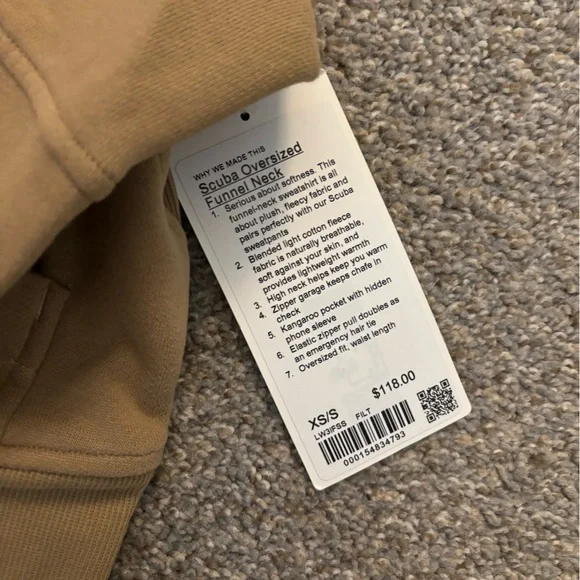 WHY WE MADE THIS
Scuba Oversized
Funnel Neck
1. Serious about softness. This
funnel-neck sweatshirt is all
about plush, fleecy fabric and
pairs perfectly with our Scuba
sweatpants
2. Blended light cotton fleece
fabric is naturally breathable,
soft against your skin, and
provides lightweight warmth
3. High neck helps keep you warm
4. Zipper garage keeps chafe in
check
5. Kangaroo pocket with hidden
phone sleeve
6. Elastic zipper pull doubles as
an emergency hair tie
7. Oversized fit, waist length
XS/S $118.00
LW3IFSS FILT
000154834793